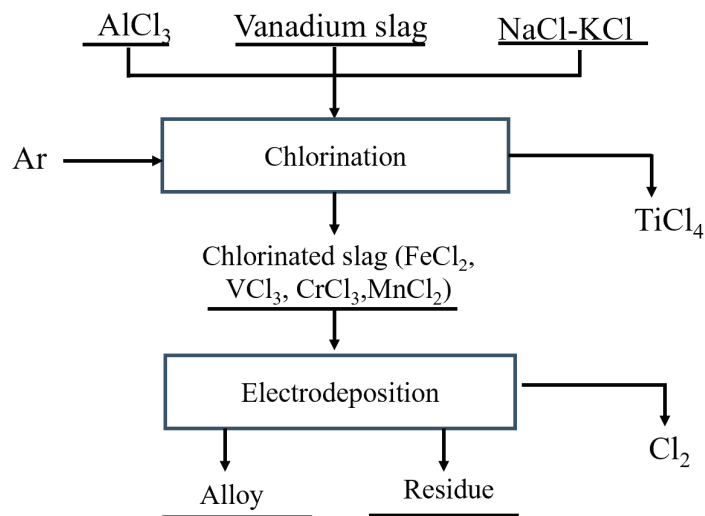 AlCl₃
Vanadium slag
NaCl-KCl
Ar
Chlorination
TiCl₄
Chlorinated slag (FeCl₂,
VCl₃, CrCl₃,MnCl₂)
Electrodeposition
Cl₂
Alloy
Residue